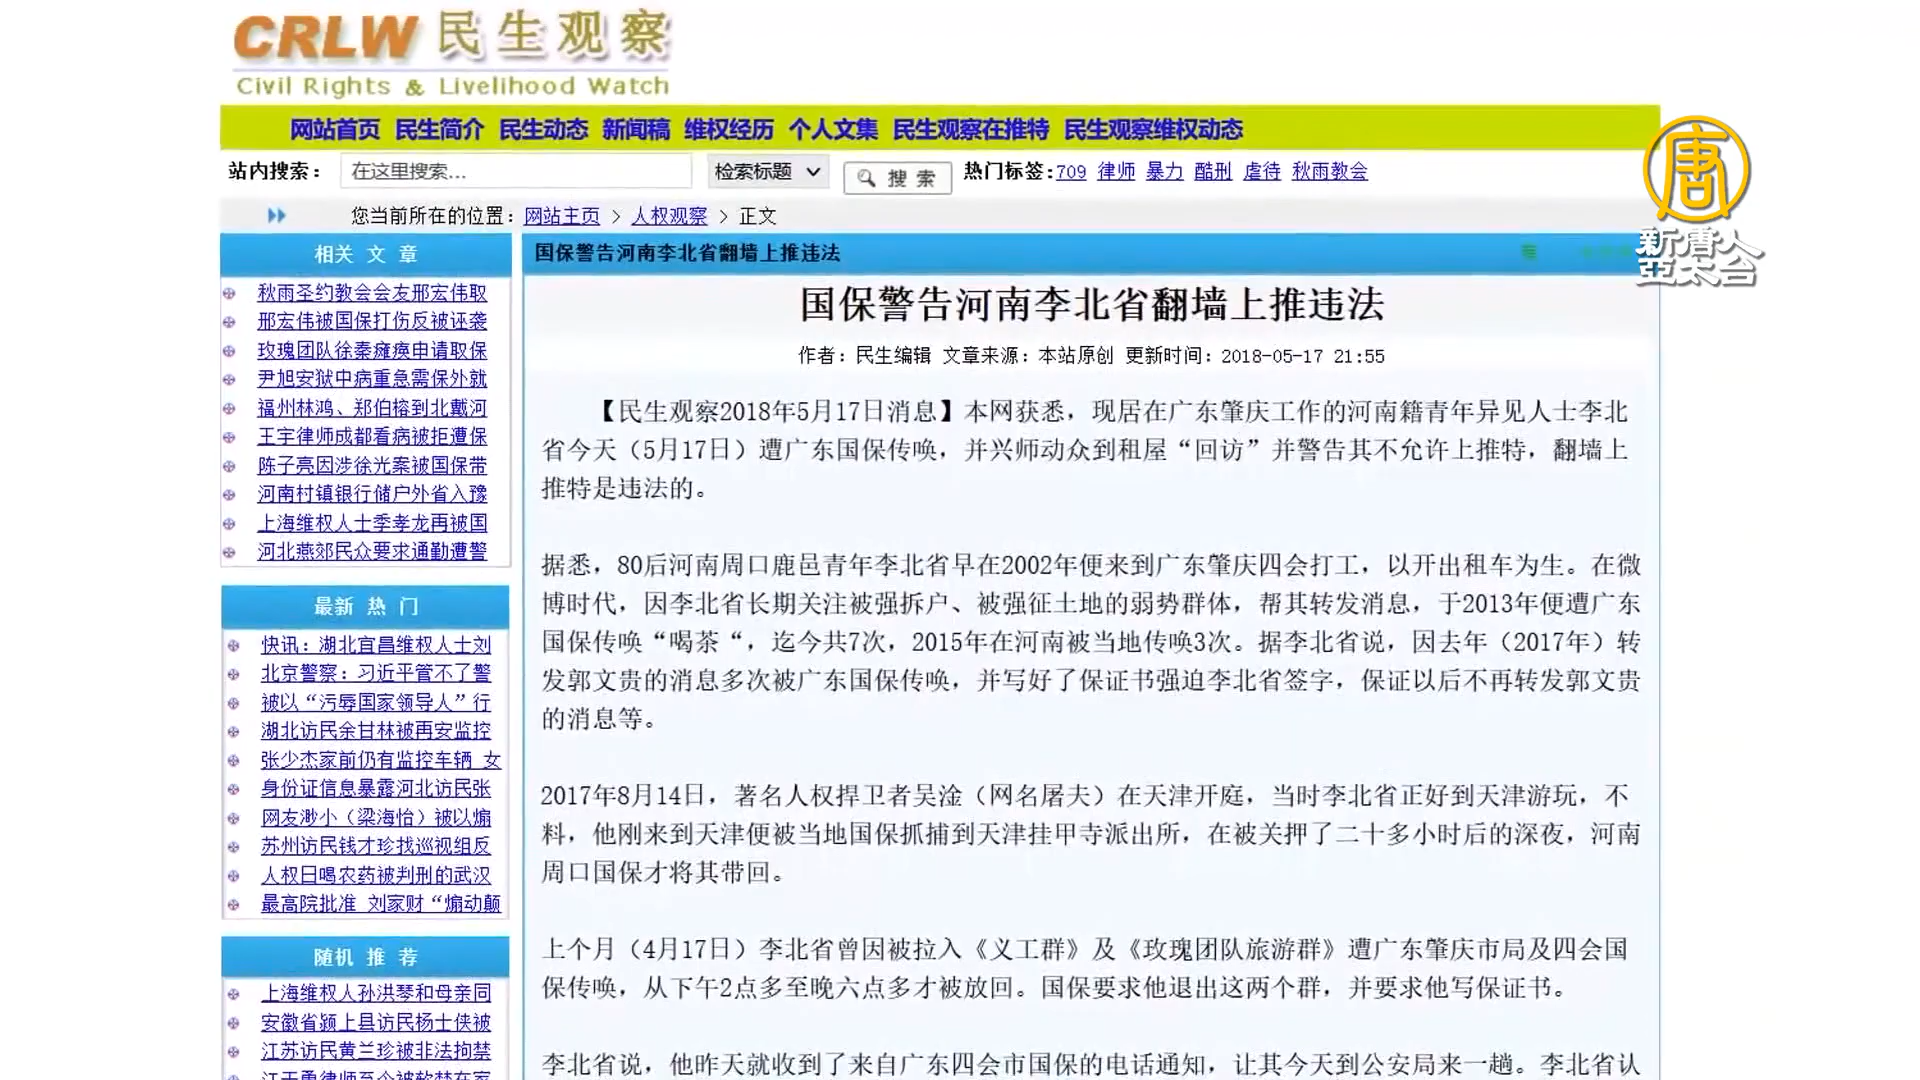 CRLW 民生观察
Civil Rights & Livelihood Watch
网站首页 民生简介 民生动态 新闻稿 维权经历 个人文集 民生观察在推特 民生观察维权动态
站内搜索： 在这里搜索... 检索标题 搜 索 热门标签:709 律师 暴力 酷刑 虐待 秋雨教会
您当前所在的位置：网站主页 > 人权观察 > 正文
唐
新唐人
亞太台
相关 文 章
秋雨圣约教会会友邢宏伟取
邢宏伟被国保打伤反被诬袭
玫瑰团队徐秦瘫痪申请取保
尹旭安狱中病重急需保外就
福州林鸿、郑伯榕到北戴河
王宇律师成都看病被拒遭保
陈子亮因涉徐光案被国保带
河南村镇银行储户外省入豫
上海维权人士季孝龙再被国
河北燕郊民众要求通勤遭警
最新 热 门
快讯：湖北宜昌维权人士刘
北京警察：习近平管不了警
被以“污辱国家领导人”行
湖北访民余甘林被再安监控
张少杰家前仍有监控车辆 女
身份证信息暴露河北访民张
网友渺小（梁海怡）被以煽
苏州访民钱才珍找巡视组反
人权日喝农药被判刑的武汉
最高院批准 刘家财“煽动颠
随机 推 荐
上海维权人孙洪琴和母亲同
安徽省颍上县访民杨士侠被
江苏访民黄兰珍被非法拘禁
国保警告河南李北省翻墙上推违法
国保警告河南李北省翻墙上推违法
作者：民生编辑 文章来源：本站原创 更新时间：2018-05-17 21:55
【民生观察2018年5月17日消息】本网获悉，现居在广东肇庆工作的河南籍青年异见人士李北
省今天（5月17日）遭广东国保传唤，并兴师动众到租屋“回访”并警告其不允许上推特，翻墙上
推特是违法的。
据悉，80后河南周口鹿邑青年李北省早在2002年便来到广东肇庆四会打工，以开出租车为生。在微
博时代，因李北省长期关注被强拆户、被强征土地的弱势群体，帮其转发消息，于2013年便遭广东
国保传唤“喝茶“，迄今共7次，2015年在河南被当地传唤3次。据李北省说，因去年（2017年）转
发郭文贵的消息多次被广东国保传唤，并写好了保证书强迫李北省签字，保证以后不再转发郭文贵
的消息等。
2017年8月14日，著名人权捍卫者吴淦（网名屠夫）在天津开庭，当时李北省正好到天津游玩，不
料，他刚来到天津便被当地国保抓捕到天津挂甲寺派出所，在被关押了二十多小时后的深夜，河南
周口国保才将其带回。
上个月（4月17日）李北省曾因被拉入《义工群》及《玫瑰团队旅游群》遭广东肇庆市局及四会国
保传唤，从下午2点多至晚六点多才被放回。国保要求他退出这两个群，并要求他写保证书。
李北省说，他昨天就收到了来自广东四会市国保的电话通知，让其今天到公安局来一趟。李北省认